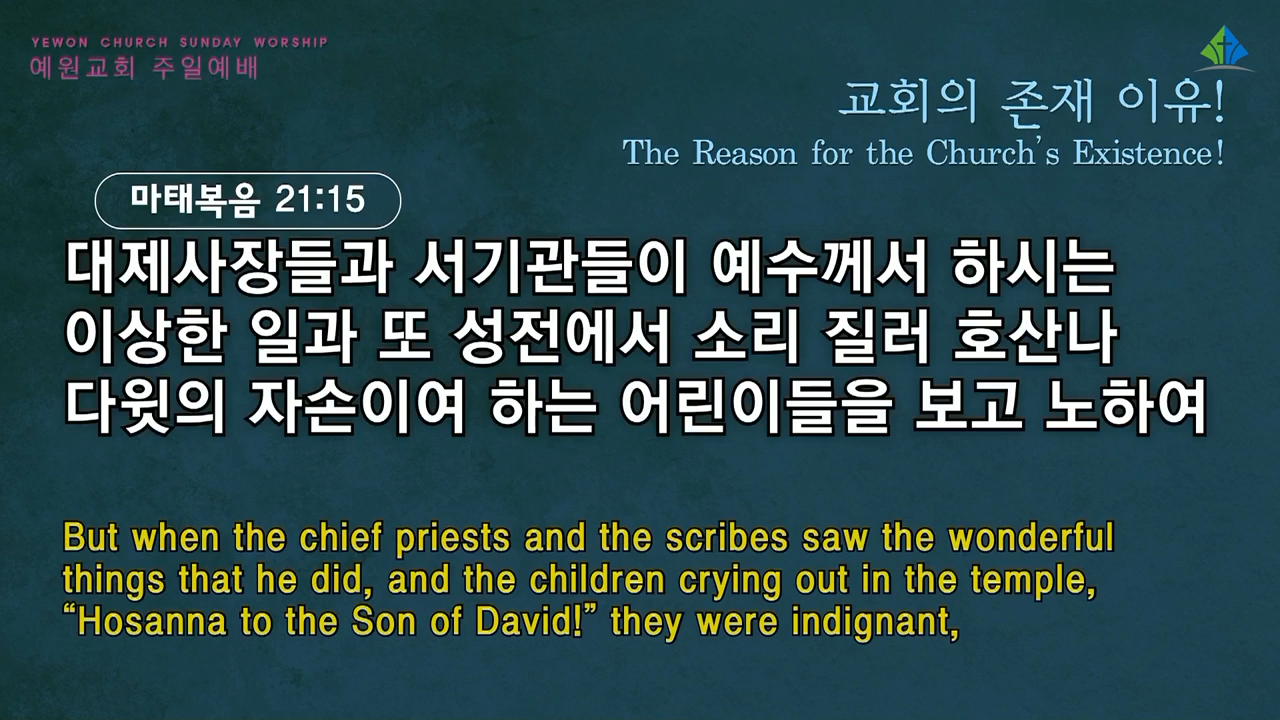 YEWON CHURCH SUNDAY WORSHIP
예원교회 주일예배
교회의 존재 이유!
The Reason for the Church's Existence!
마태복음 21:15
대제사장들과 서기관들이 예수께서 하시는
이상한 일과 또 성전에서 소리 질러 호산나
다윗의 자손이여 하는 어린이들을 보고 노하여
But when the chief priests and the scribes saw the wonderful
things that he did, and the children crying out in the temple,
“Hosanna to the Son of David!” they were indignant,